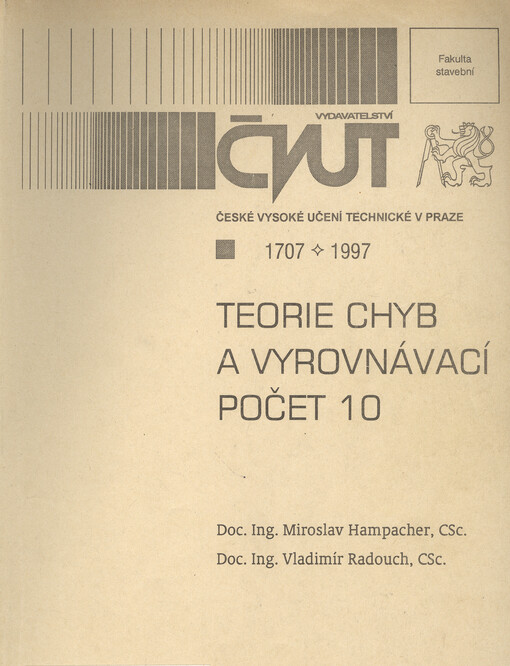 Fakulta
stavební
VYDAVATELSTVÍ
ČVUT
ČESKÉ VYSOKÉ UČENÍ TECHNICKÉ V PRAZE
1707 ✧ 1997
TEORIE CHYB
A VYROVNÁVACÍ
POČET 10
Doc. Ing. Miroslav Hampacher, CSc.
Doc. Ing. Vladimír Radouch, CSc.